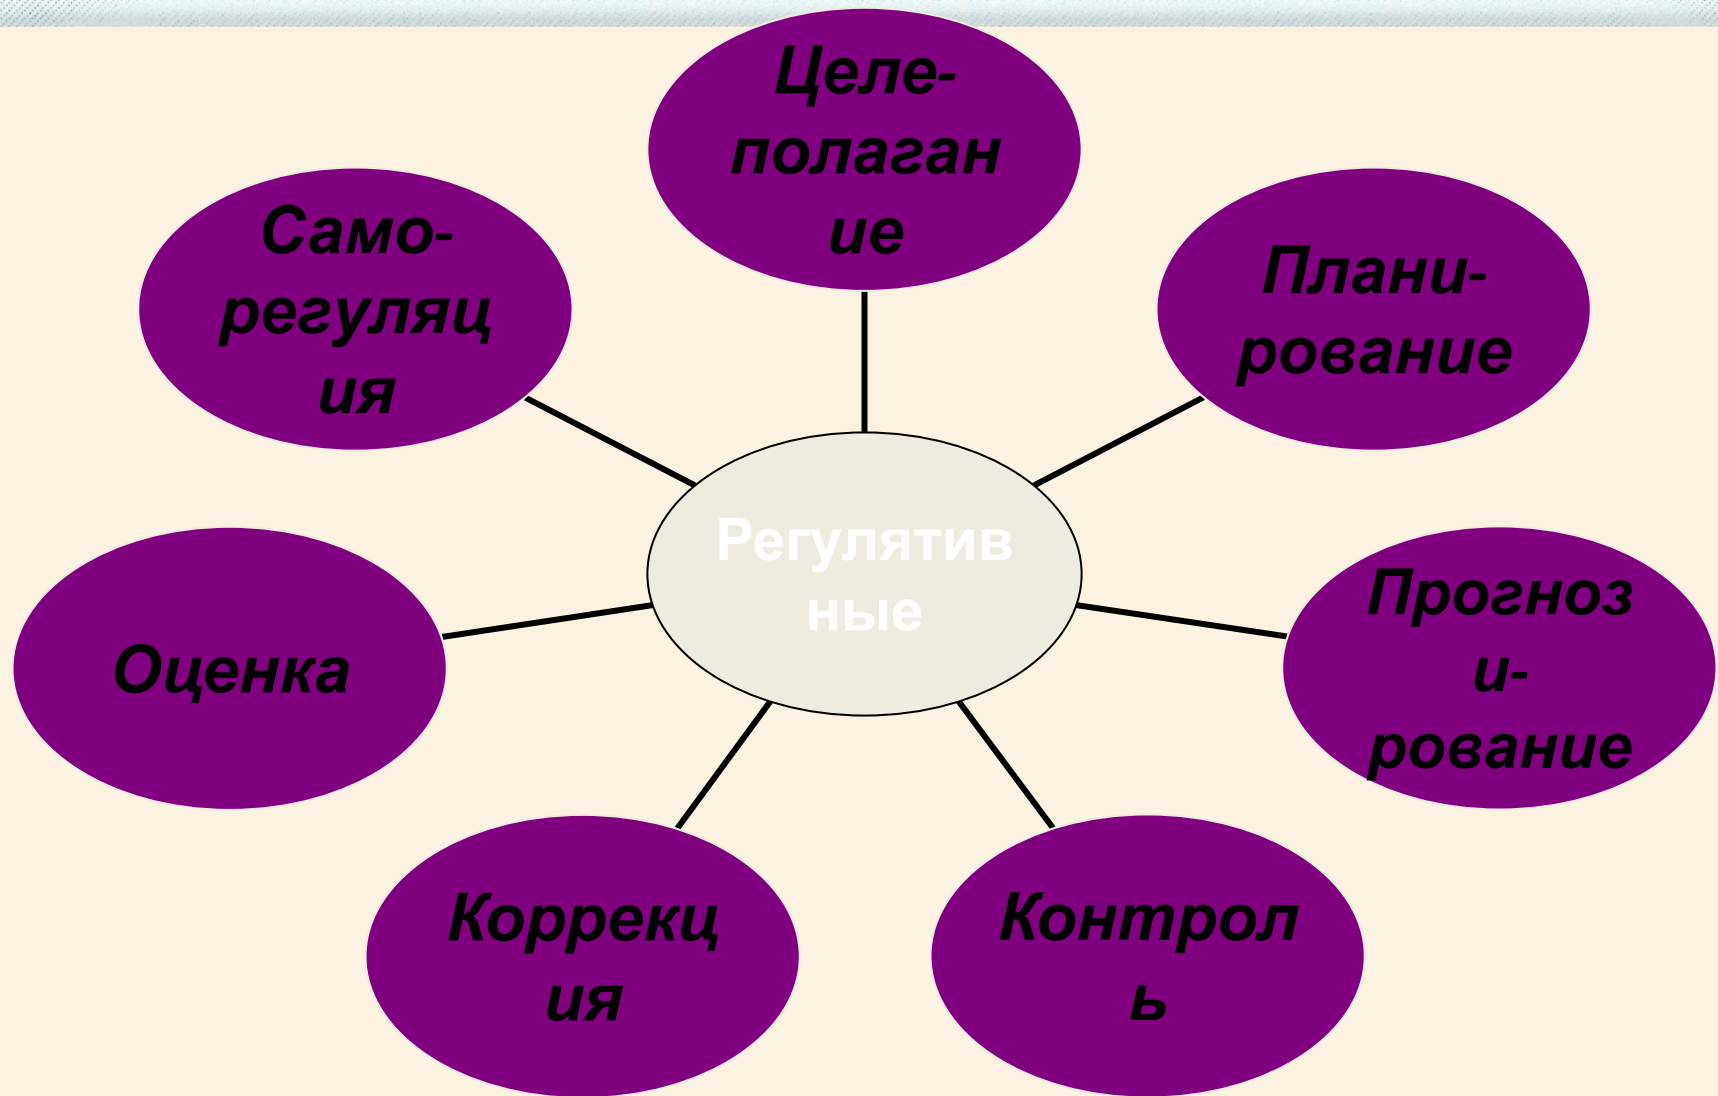 Целе-
полаган
ие
Плани-
рование
Прогноз
и-
рование
Контрол
ь
Коррекц
ия
Оценка
Само-
регуляц
ия
Регулятив
ные